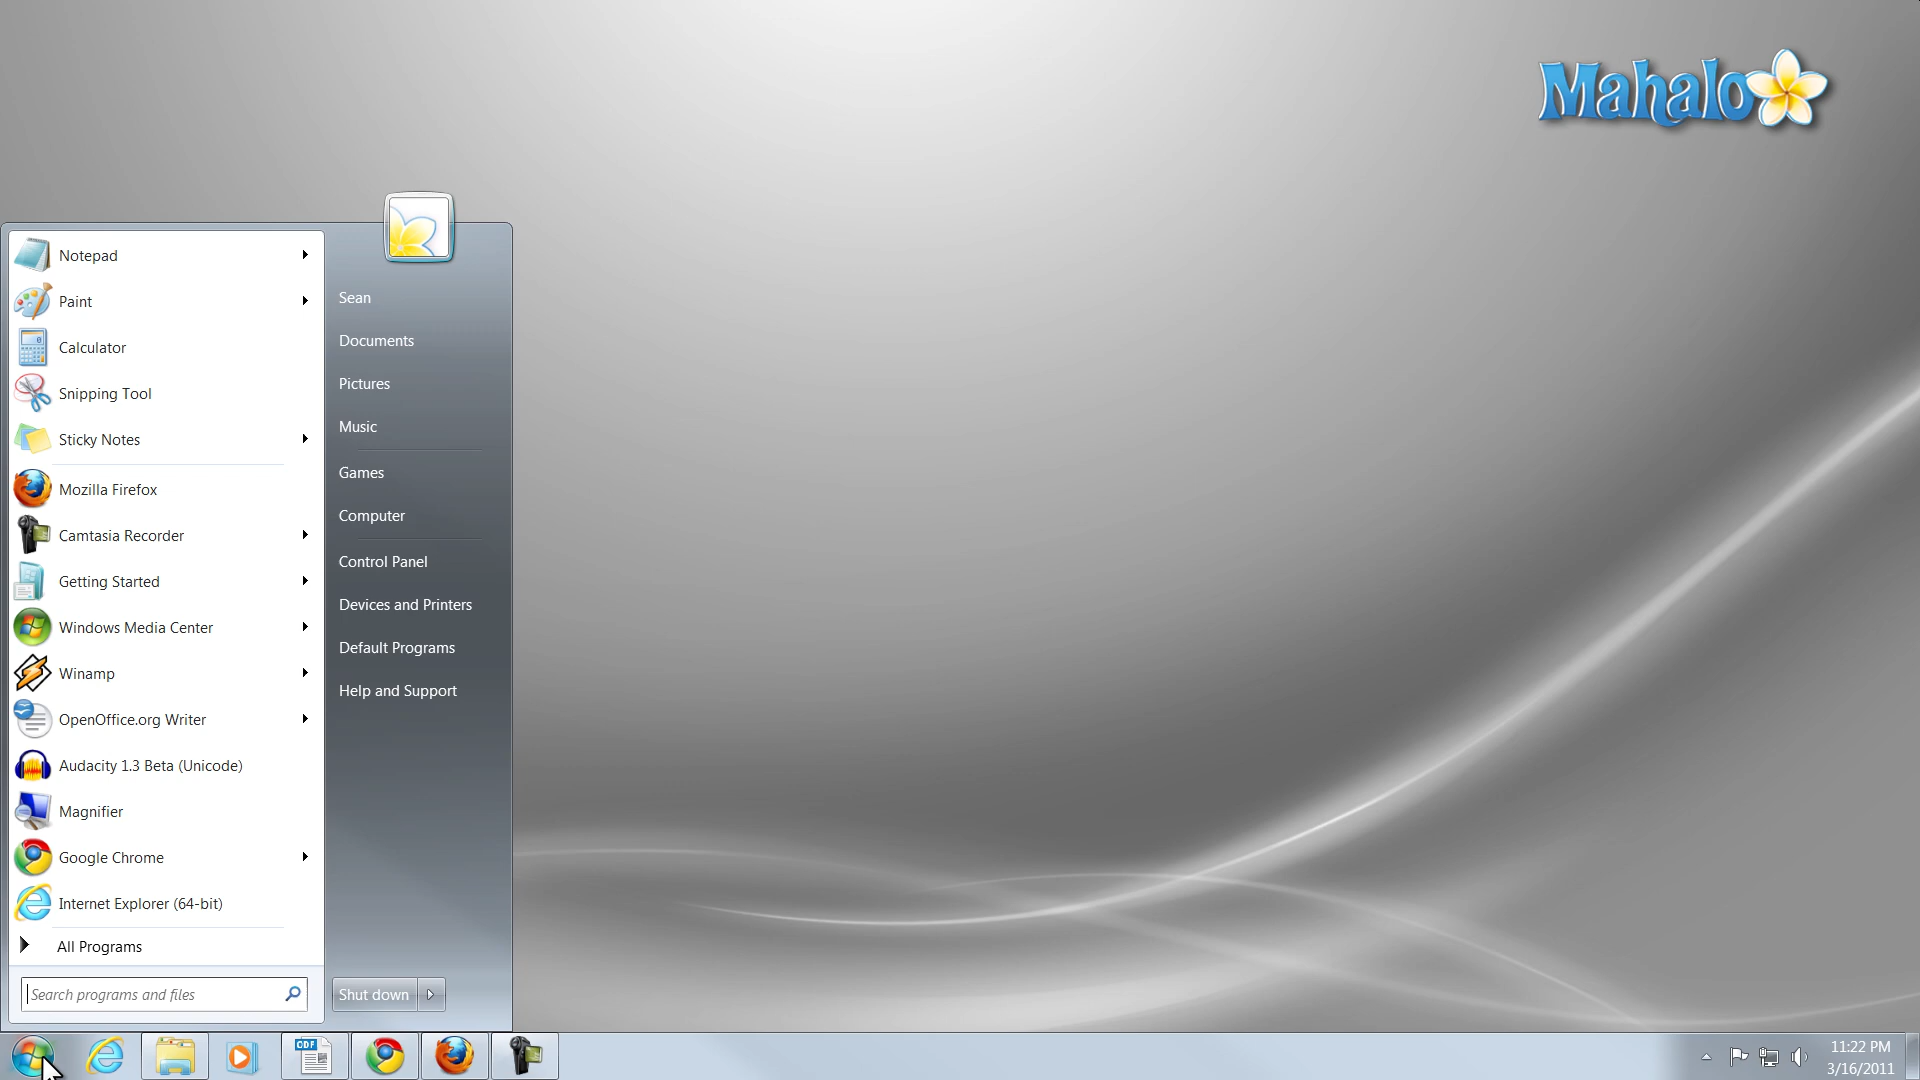 Mahalo
Notepad
Paint
Calculator
Snipping Tool
Sticky Notes
Mozilla Firefox
Camtasia Recorder
Getting Started
Windows Media Center
Winamp
OpenOffice.org Writer
Audacity 1.3 Beta (Unicode)
Magnifier
Google Chrome
Internet Explorer (64-bit)
All Programs
Search programs and files
Sean
Documents
Pictures
Music
Games
Computer
Control Panel
Devices and Printers
Default Programs
Help and Support
Shut down
ODF
11:22 PM
3/16/2011